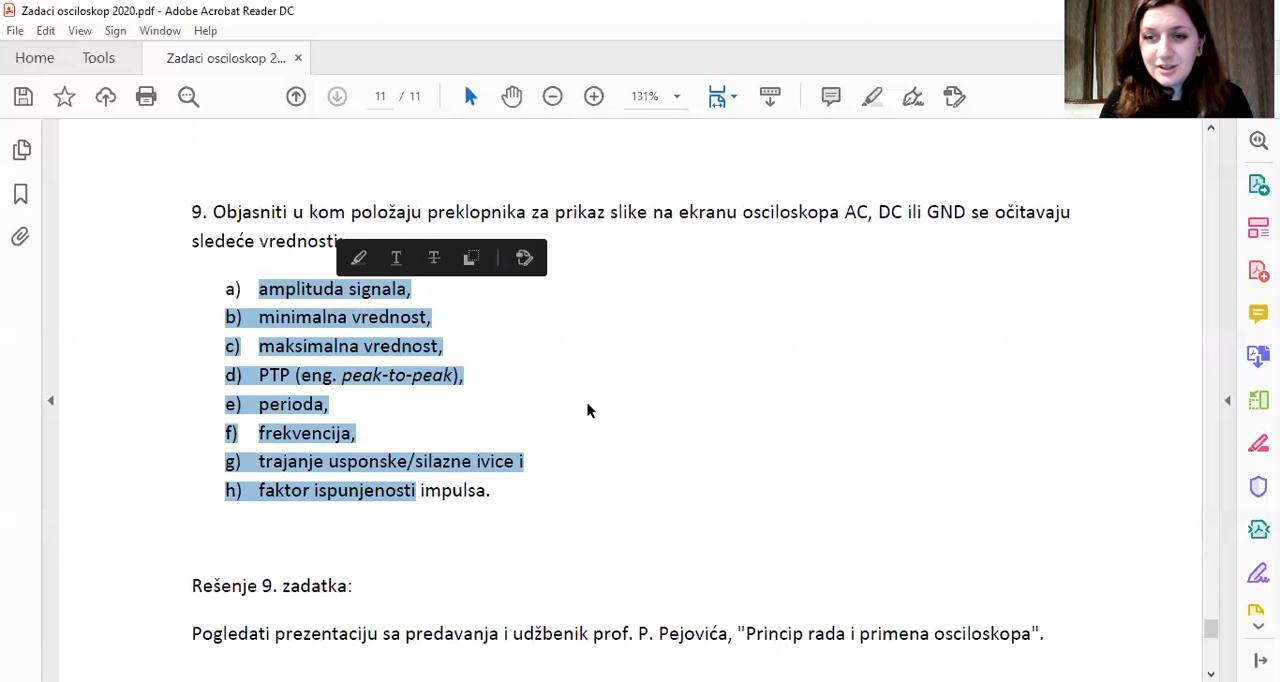 Zadaci osciloskop 2020.pdf - Adobe Acrobat Reader DC
File Edit View Sign Window Help
Home Tools Zadaci osciloskop 2... ×
11 / 11 131%
9. Objasniti u kom položaju preklopnika za prikaz slike na ekranu osciloskopa AC, DC ili GND se očitavaju
sledeće vrednosti:
a) amplituda signala,
b) minimalna vrednost,
c) maksimalna vrednost,
d) PTP (eng. peak-to-peak),
e) perioda,
f) frekvencija,
g) trajanje usponske/silazne ivice i
h) faktor ispunjenosti impulsa.
Rešenje 9. zadatka:
Pogledati prezentaciju sa predavanja i udžbenik prof. P. Pejovića, "Princip rada i primena osciloskopa".